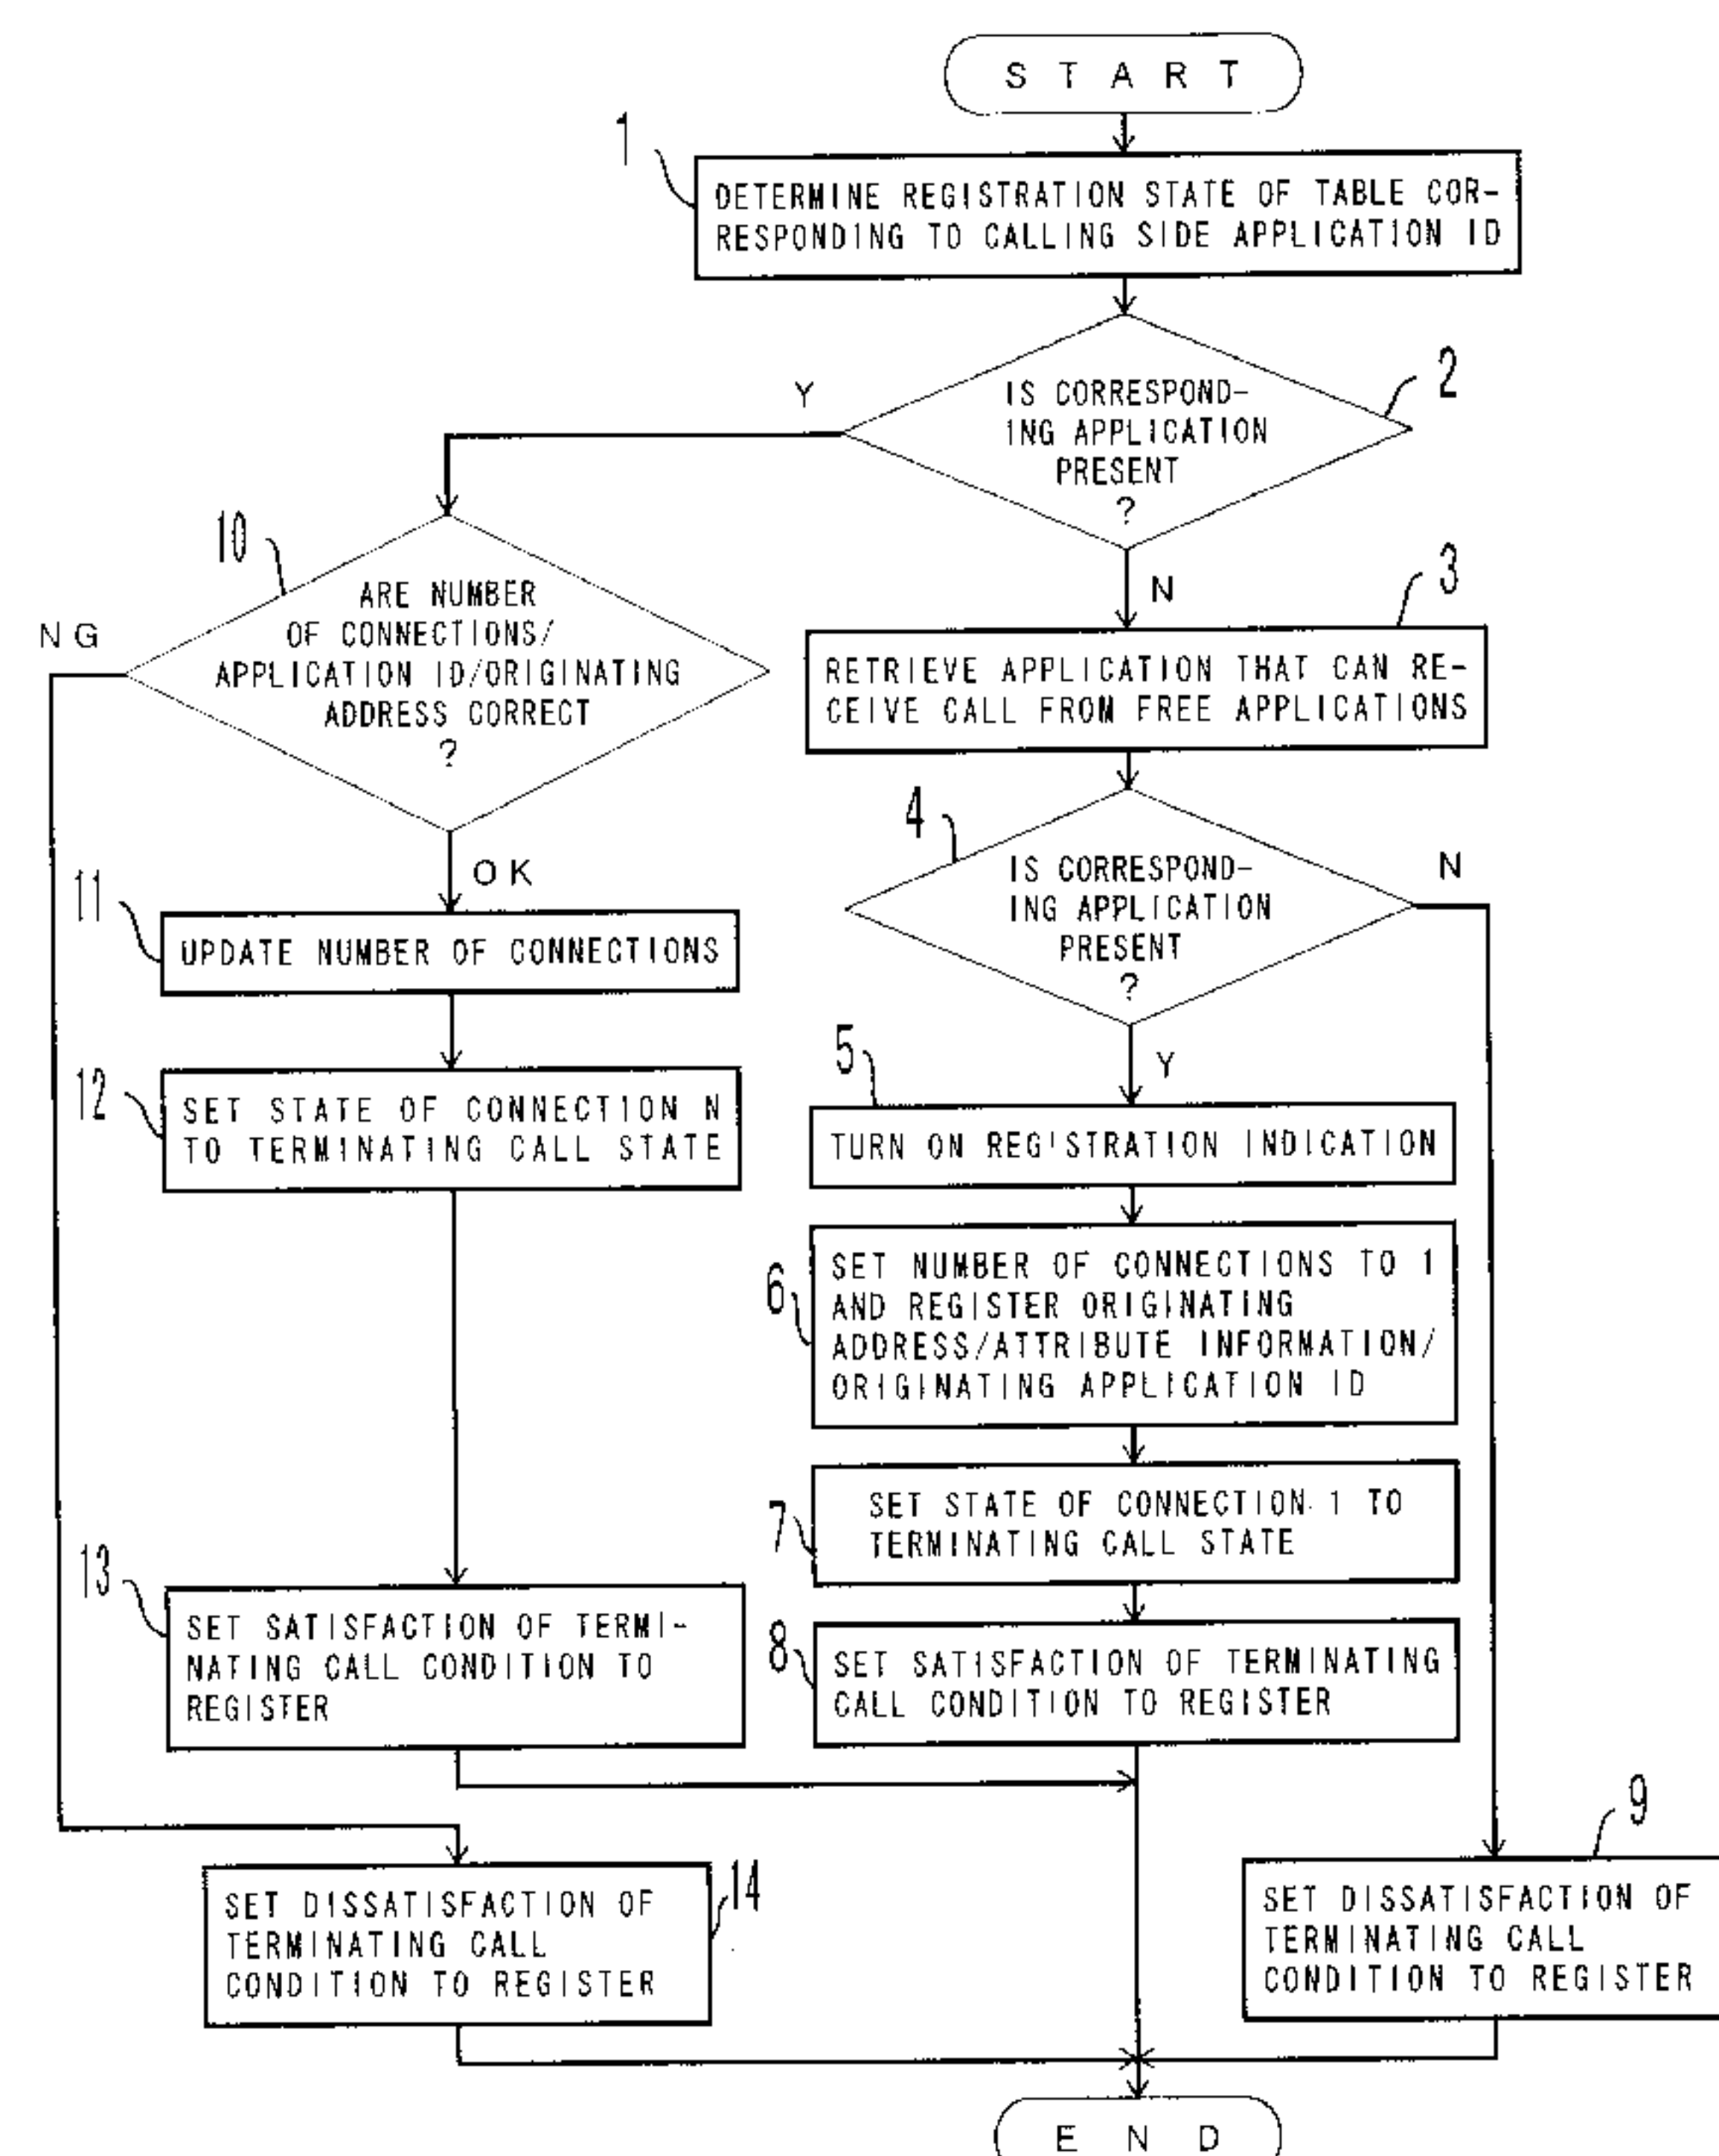 START
1
DETERMINE REGISTRATION STATE OF TABLE COR-
RESPONDING TO CALLING SIDE APPLICATION ID
2
IS CORRESPOND-
ING APPLICATION
PRESENT
?
Y
N
10
ARE NUMBER
OF CONNECTIONS/
APPLICATION ID/ORIGINATING
ADDRESS CORRECT
?
NG
OK
3
RETRIEVE APPLICATION THAT CAN RE-
CEIVE CALL FROM FREE APPLICATIONS
4
IS CORRESPOND-
ING APPLICATION
PRESENT
?
N
Y
11
UPDATE NUMBER OF CONNECTIONS
12
SET STATE OF CONNECTION N
TO TERMINATING CALL STATE
5
TURN ON REGISTRATION INDICATION
6
SET NUMBER OF CONNECTIONS TO 1
AND REGISTER ORIGINATING
ADDRESS/ATTRIBUTE INFORMATION/
ORIGINATING APPLICATION ID
7
SET STATE OF CONNECTION 1 TO
TERMINATING CALL STATE
13
SET SATISFACTION OF TERMI-
NATING CALL CONDITION TO
REGISTER
8
SET SATISFACTION OF TERMINATING
CALL CONDITION TO REGISTER
14
SET DISSATISFACTION OF
TERMINATING CALL
CONDITION TO REGISTER
9
SET DISSATISFACTION OF
TERMINATING CALL
CONDITION TO REGISTER
END